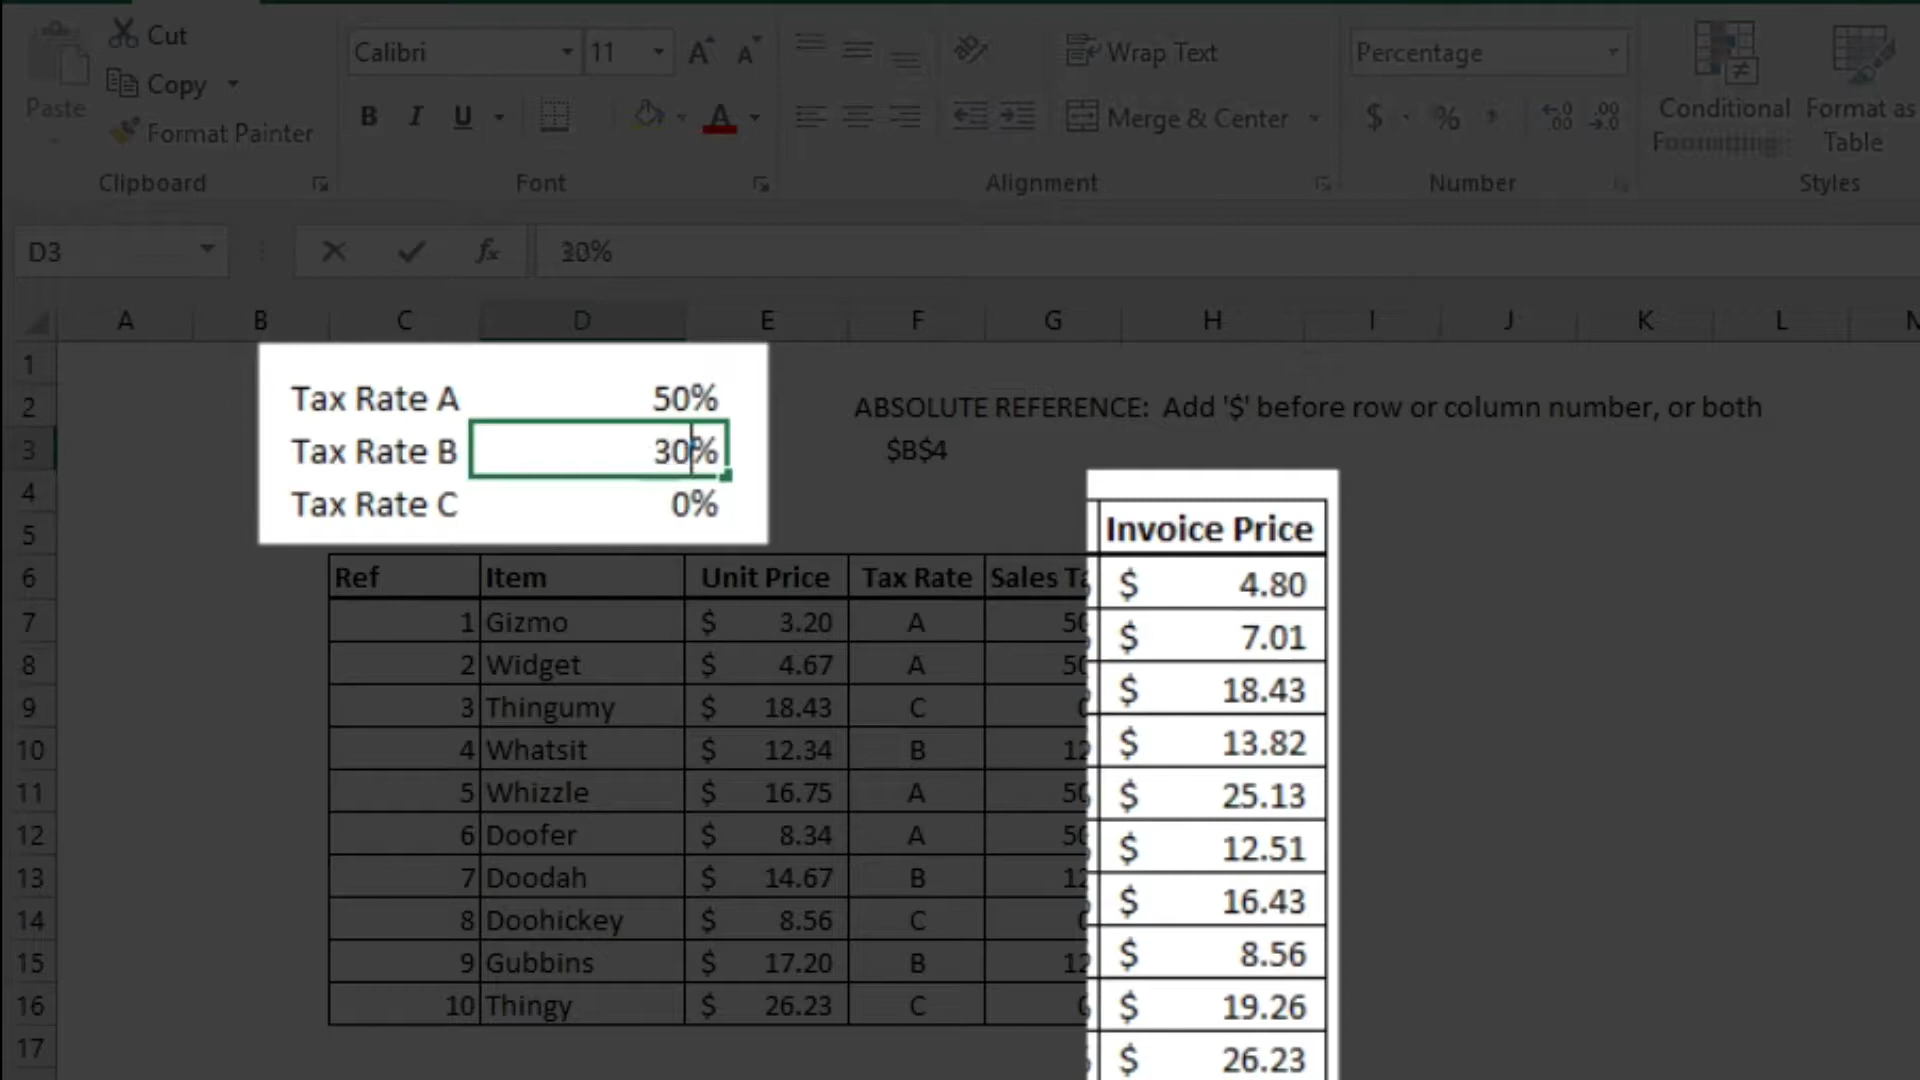 Cut
Copy
Paste
Format Painter
Clipboard
Calibri 11 A A
B I U A
Font
Wrap Text
Merge & Center
Alignment
Percentage
$ % ,
Number
Conditional
Format as
Table
Styles
D3
fx
A B C D E F G H I J K L
1
2
3
4
5
6
7
8
9
10
11
12
13
14
15
16
17
Tax Rate A 50%
Tax Rate B 30%
Tax Rate C 0%
ABSOLUTE REFERENCE: Add '$' before row or column number, or both
$B$4
Ref Item Unit Price Tax Rate Sales
1 Gizmo $ 3.20 A
2 Widget $ 4.67 A
3 Thingumy $ 18.43 C
4 Whatsit $ 12.34 B
5 Whizzle $ 16.75 A
6 Doofer $ 8.34 A
7 Doodah $ 14.67 B
8 Doohickey $ 8.56 C
9 Gubbins $ 17.20 B
10 Thingy $ 26.23 C
Invoice Price
$ 4.80
$ 7.01
$ 18.43
$ 13.82
$ 25.13
$ 12.51
$ 16.43
$ 8.56
$ 19.26
$ 26.23